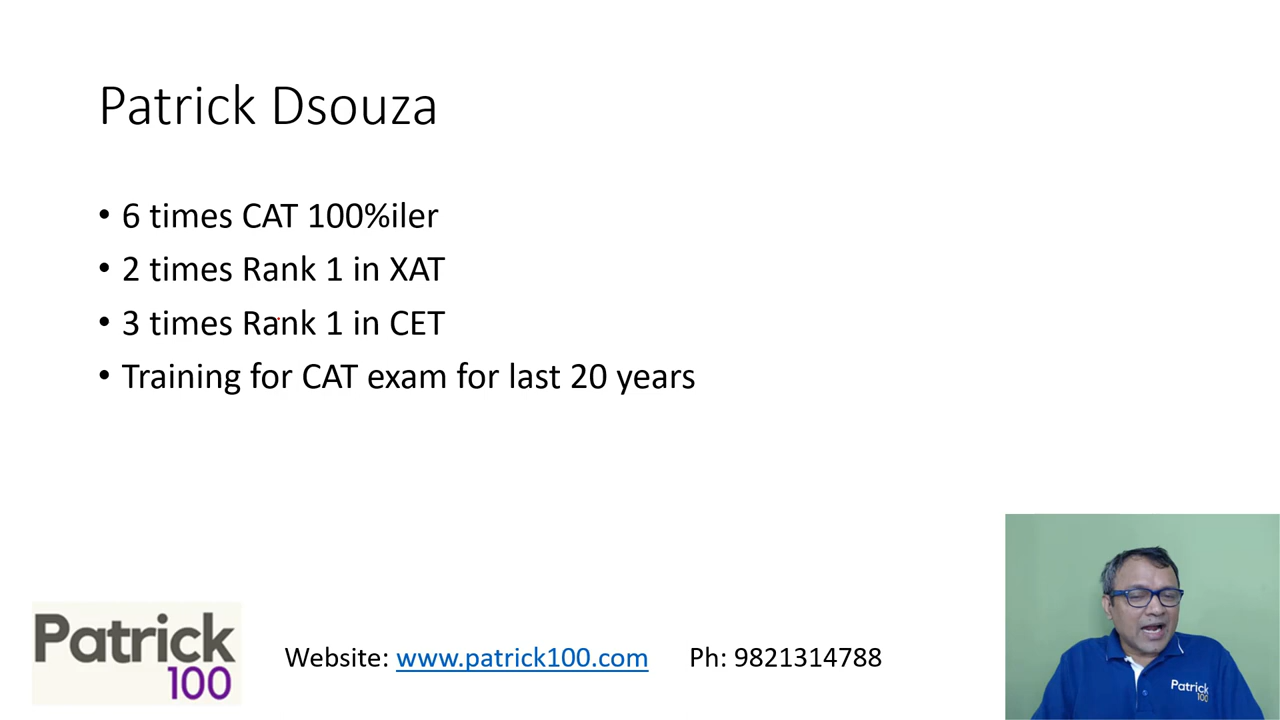 Patrick Dsouza
• 6 times CAT 100%iler
• 2 times Rank 1 in XAT
• 3 times Rank 1 in CET
• Training for CAT exam for last 20 years
Patrick
100
Website: www.patrick100.com Ph: 9821314788
Patrick
100